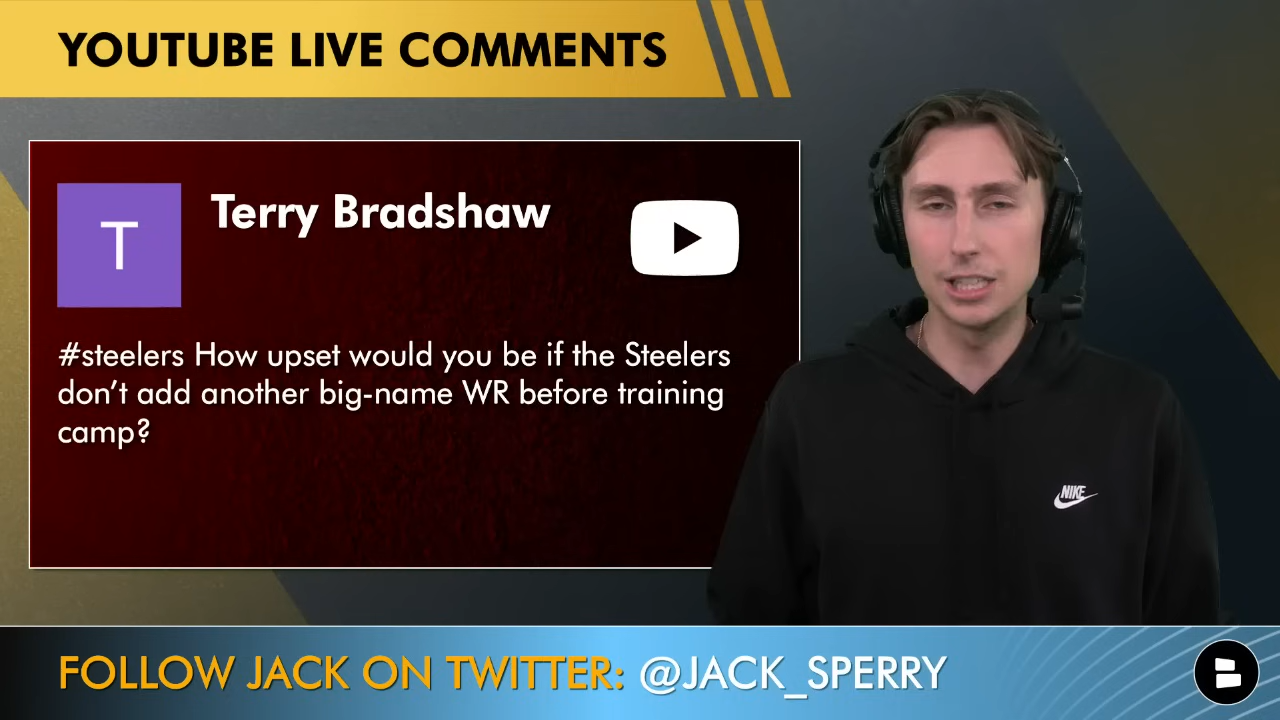 YOUTUBE LIVE COMMENTS
T
Terry Bradshaw
#steelers How upset would you be if the Steelers
don't add another big-name WR before training
camp?
NIKE
FOLLOW JACK ON TWITTER: @JACK_SPERRY